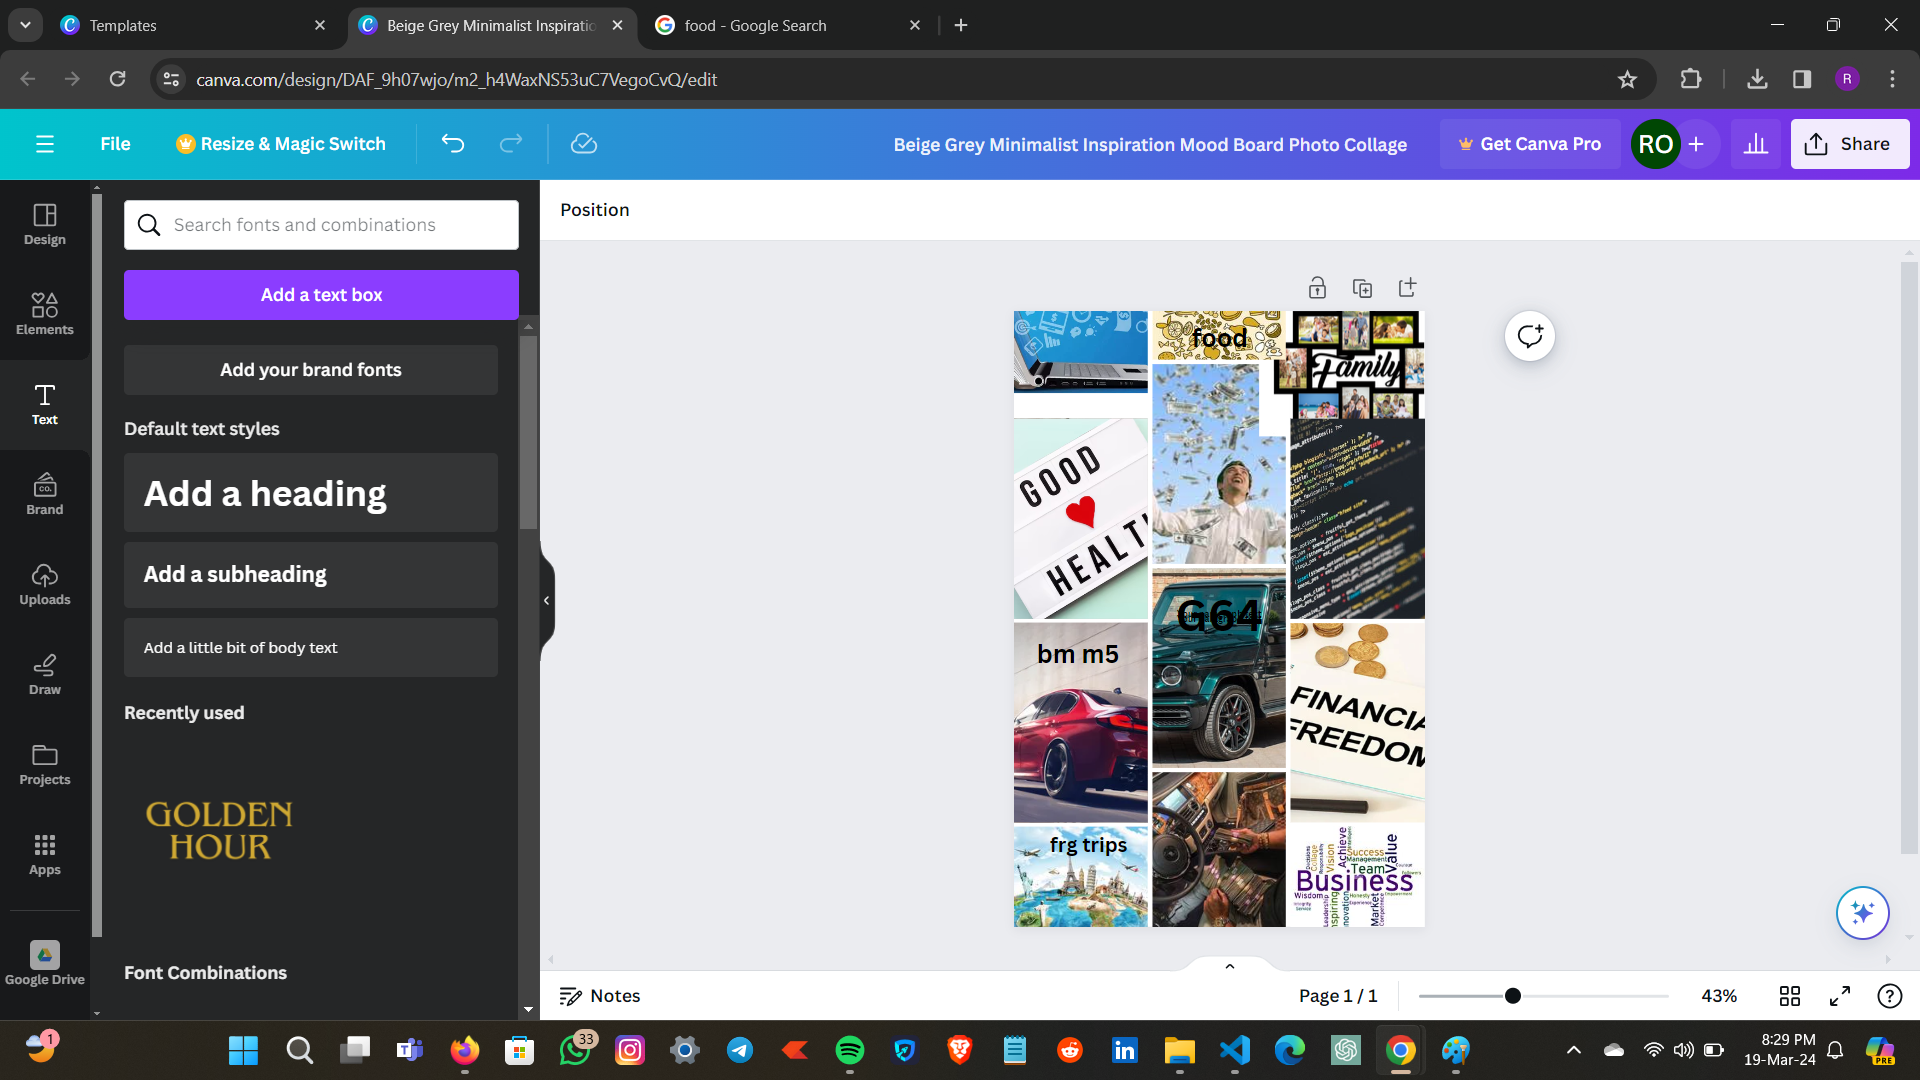 Templates
Beige Grey Minimalist Inspiratio
food - Google Search
canva.com/design/DAF_9h07wjo/m2_h4WaxNS53uC7VegoCvQ/edit
R
File
Resize & Magic Switch
Beige Grey Minimalist Inspiration Mood Board Photo Collage
Get Canva Pro
RO
Share
Design
Elements
Text
Brand
Uploads
Draw
Projects
Apps
Google Drive
Search fonts and combinations
Add a text box
Add your brand fonts
Default text styles
Add a heading
Add a subheading
Add a little bit of body text
Recently used
GOLDEN
HOUR
Font Combinations
Position
food
Family
GOOD
HEALT
G64
bm m5
FINANCIA
FREEDOM
frg trips
Achieve
Value
Vision
Success
Management
Team
Business
Wisdom
Market
Notes
Page 1 / 1
43%
1
33
8:29 PM
19-Mar-24
PRE